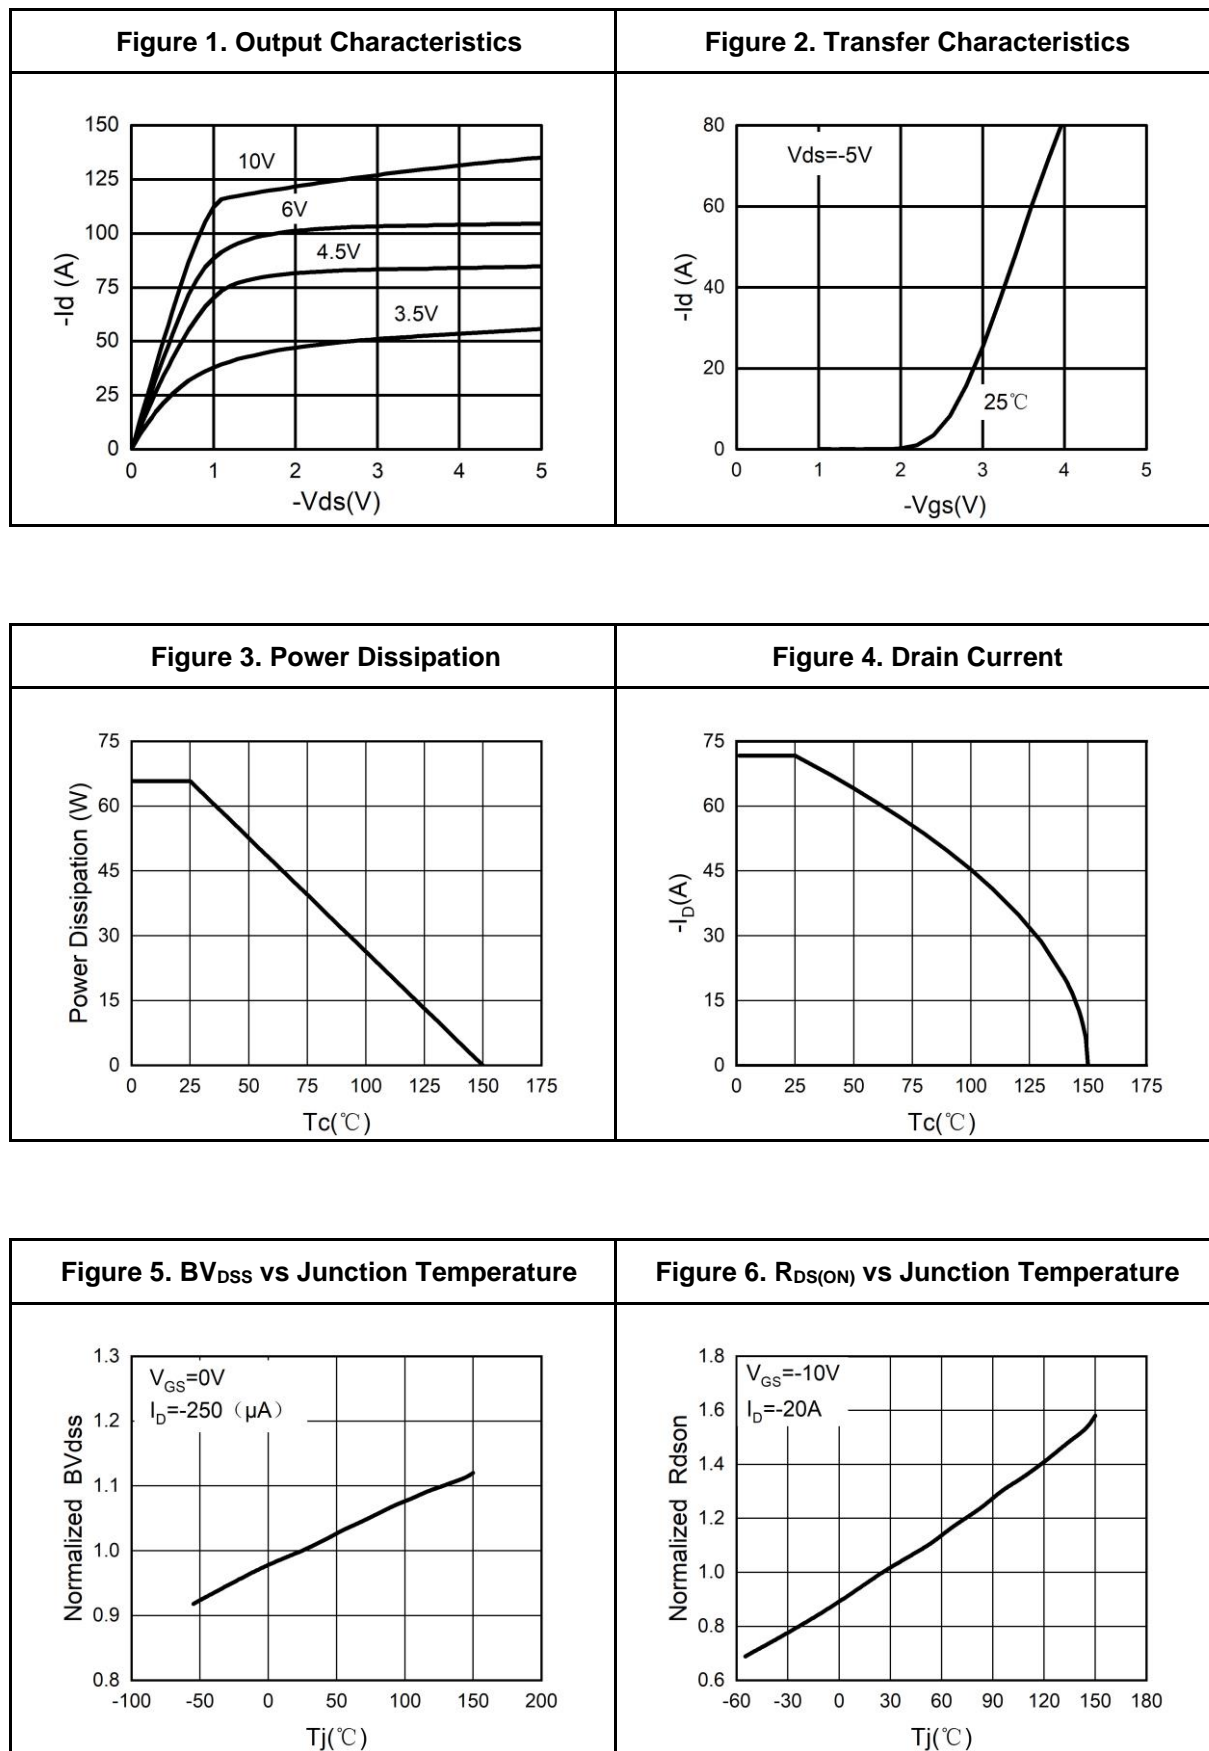 Figure 1. Output Characteristics
Figure 2. Transfer Characteristics
150
125
100
75
50
25
0
-Id (A)
10V
6V
4.5V
3.5V
0 1 2 3 4 5
-Vds(V)
80
60
40
20
0
-Id (A)
Vds=-5V
25℃
0 1 2 3 4 5
-Vgs(V)
Figure 3. Power Dissipation
Figure 4. Drain Current
75
60
45
30
15
0
Power Dissipation (W)
0 25 50 75 100 125 150 175
Tc(℃)
75
60
45
30
15
0
-ID(A)
0 25 50 75 100 125 150 175
Tc(℃)
Figure 5. BVDSS vs Junction Temperature
Figure 6. RDS(ON) vs Junction Temperature
1.3
1.2
1.1
1.0
0.9
0.8
Normalized BVdss
VGS=0V
ID=-250（μA）
-100 -50 0 50 100 150 200
Tj(℃)
1.8
1.6
1.4
1.2
1.0
0.8
0.6
Normalized Rdson
VGS=-10V
ID=-20A
-60 -30 0 30 60 90 120 150 180
Tj(℃)